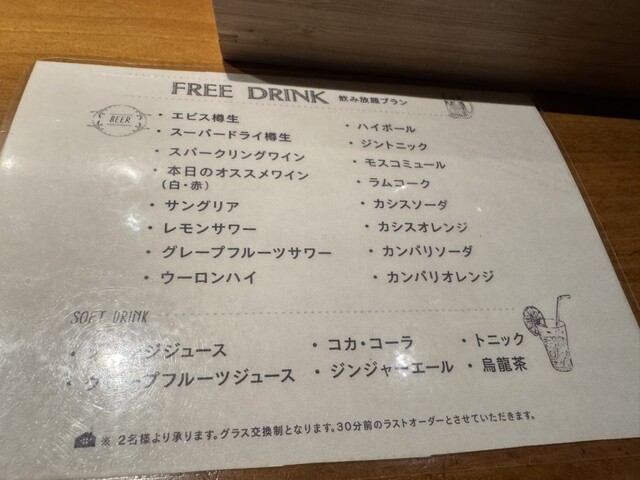 FREE DRINK 飲み放題プラン
BEER
・エビス樽生
・スーパードライ樽生
・スパークリングワイン
・本日のオススメワイン
(白・赤)
・サングリア
・レモンサワー
・グレープフルーツサワー
・ウーロンハイ
・ハイボール
・ジントニック
・モスコミュール
・ラムコーク
・カシスソーダ
・カシスオレンジ
・カンパリソーダ
・カンパリオレンジ
SOFT DRINK
・オレンジジュース
・グレープフルーツジュース
・コカ・コーラ
・ジンジャーエール
・トニック
・烏龍茶
※ 2名様より承ります。グラス交換制となります。30分前のラストオーダーとさせていただきます。